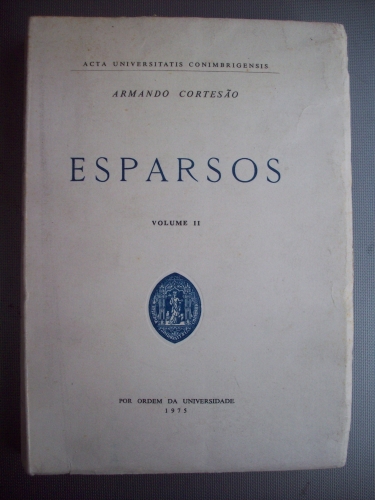 ACTA UNIVERSITATIS CONIMBRIGENSIS
ARMANDO CORTESÃO
ESPARSOS
VOLUME II
POR ORDEM DA UNIVERSIDADE
1975